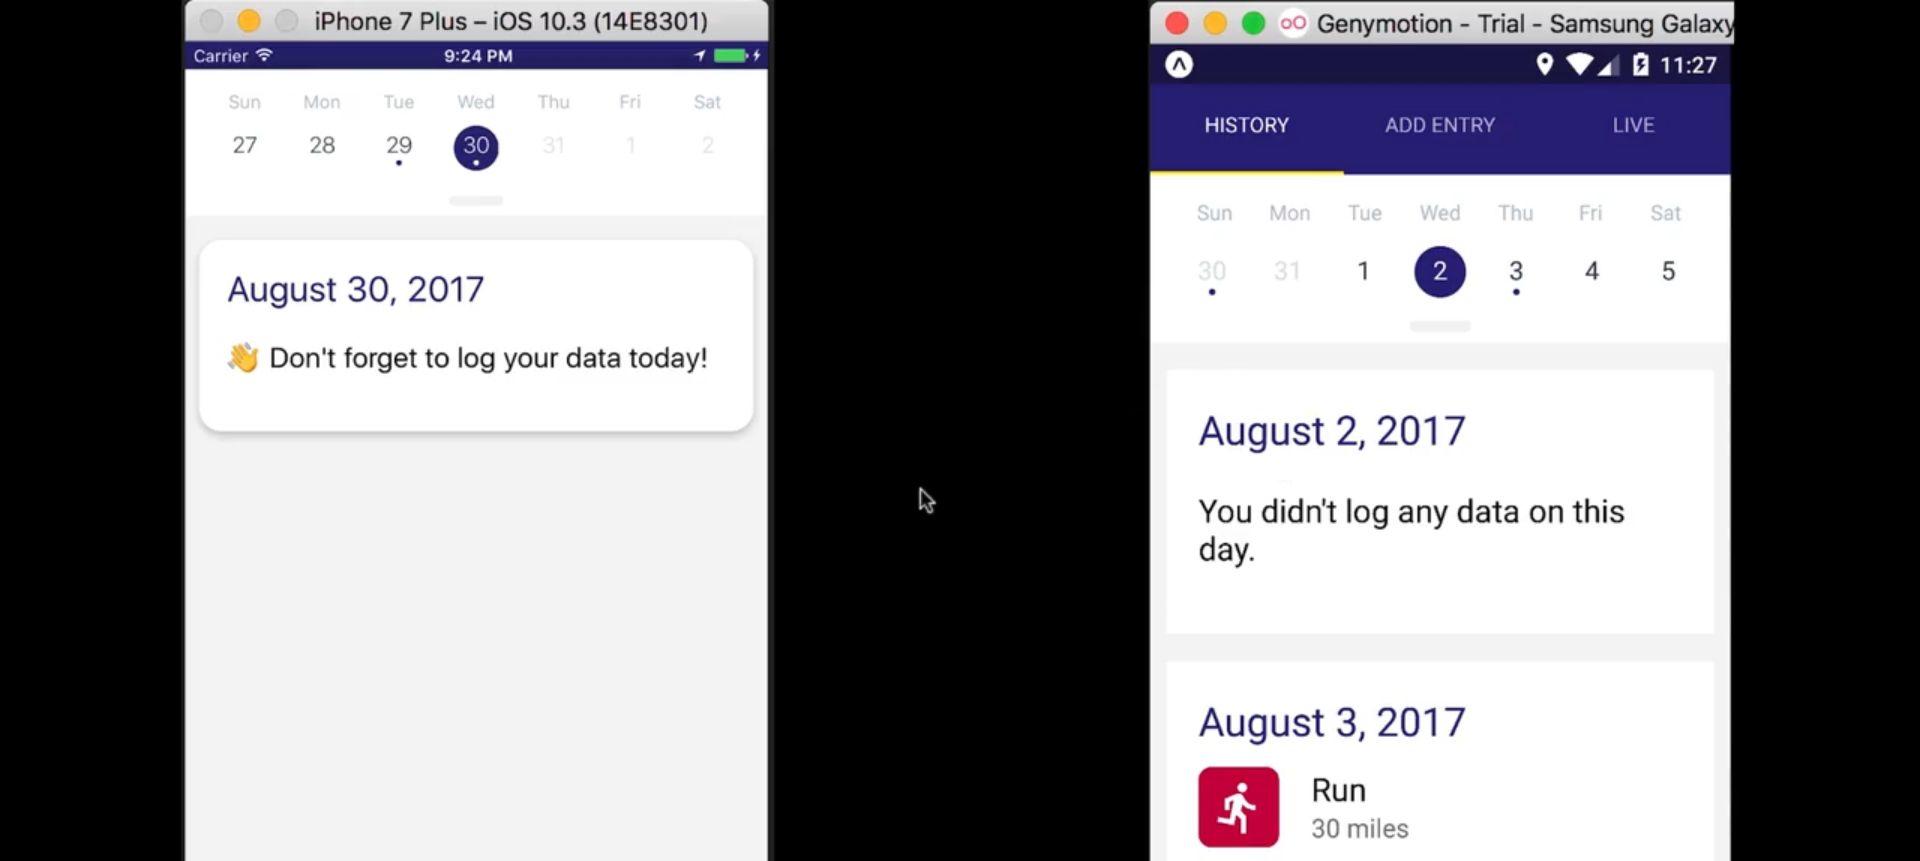 iPhone 7 Plus – iOS 10.3 (14E8301)
Carrier 9:24 PM
Sun Mon Tue Wed Thu Fri Sat
27 28 29 30 31 1 2
August 30, 2017
👋 Don't forget to log your data today!
Genymotion - Trial - Samsung Galaxy
11:27
HISTORY ADD ENTRY LIVE
Sun Mon Tue Wed Thu Fri Sat
30 31 1 2 3 4 5
August 2, 2017
You didn't log any data on this
day.
August 3, 2017
Run
30 miles